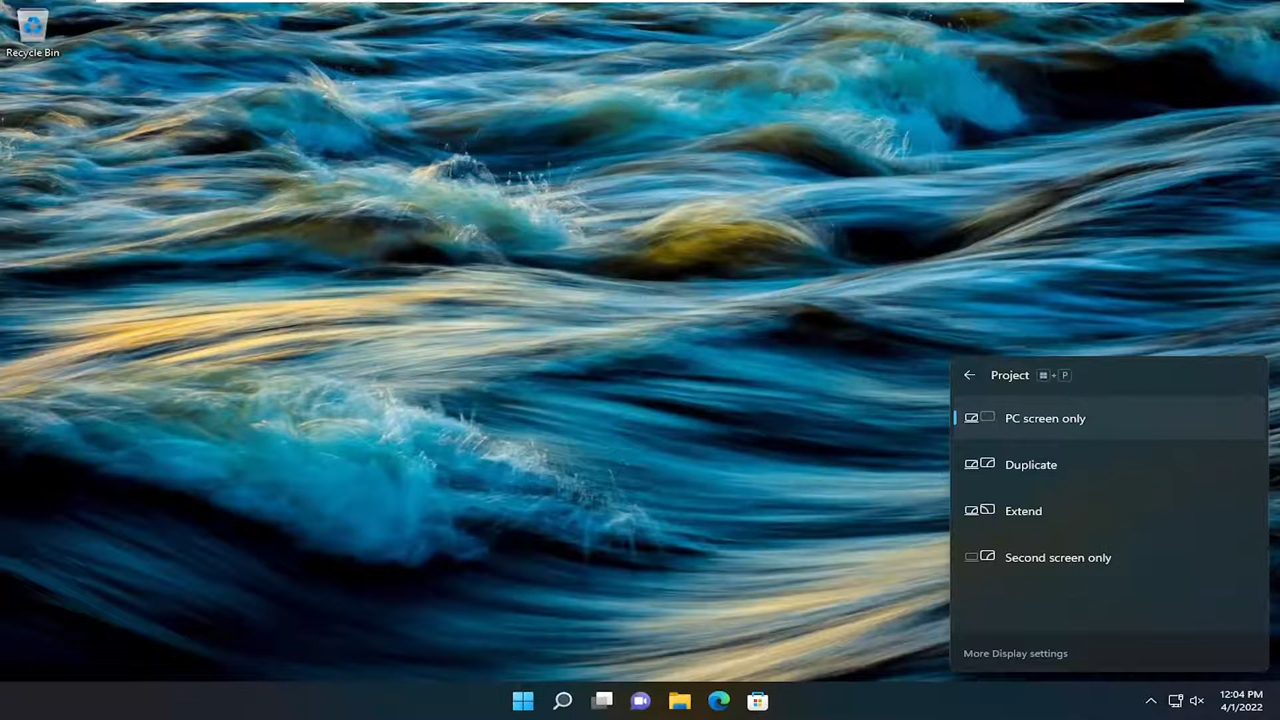 Recycle Bin
Project + P
PC screen only
Duplicate
Extend
Second screen only
More Display settings
12:04 PM
4/1/2022